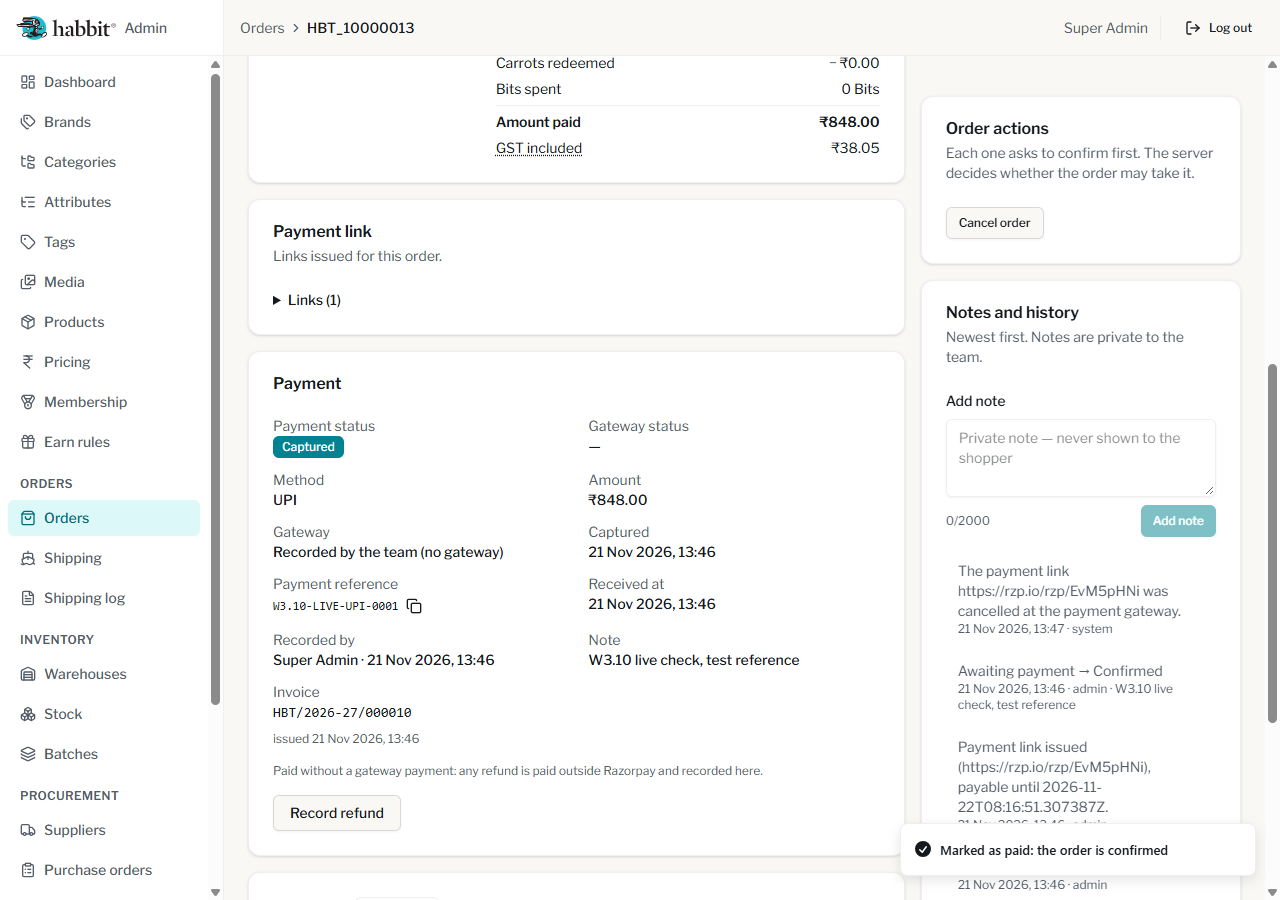 habbit® Admin
Orders > HBT_10000013
Super Admin
Log out
Dashboard
Brands
Categories
Attributes
Tags
Media
Products
Pricing
Membership
Earn rules
ORDERS
Orders
Shipping
Shipping log
INVENTORY
Warehouses
Stock
Batches
PROCUREMENT
Suppliers
Purchase orders
Carrots redeemed − ₹0.00
Bits spent 0 Bits
Amount paid ₹848.00
GST included ₹38.05
Payment link
Links issued for this order.
Links (1)
Payment
Payment status
Captured
Gateway status
—
Method
UPI
Amount
₹848.00
Gateway
Recorded by the team (no gateway)
Captured
21 Nov 2026, 13:46
Payment reference
W3.10-LIVE-UPI-0001
Received at
21 Nov 2026, 13:46
Recorded by
Super Admin · 21 Nov 2026, 13:46
Note
W3.10 live check, test reference
Invoice
HBT/2026-27/000010
issued 21 Nov 2026, 13:46
Paid without a gateway payment: any refund is paid outside Razorpay and recorded here.
Record refund
Order actions
Each one asks to confirm first. The server
decides whether the order may take it.
Cancel order
Notes and history
Newest first. Notes are private to the
team.
Add note
Private note — never shown to the
shopper
0/2000
Add note
The payment link
https://rzp.io/rzp/EvM5pHNi was
cancelled at the payment gateway.
21 Nov 2026, 13:47 · system
Awaiting payment → Confirmed
21 Nov 2026, 13:46 · admin · W3.10 live
check, test reference
Payment link issued
(https://rzp.io/rzp/EvM5pHNi),
payable until 2026-11-
22T08:16:51.307387Z.
21 Nov 2026, 13:46 · admin
Marked as paid: the order is confirmed
21 Nov 2026, 13:46 · admin